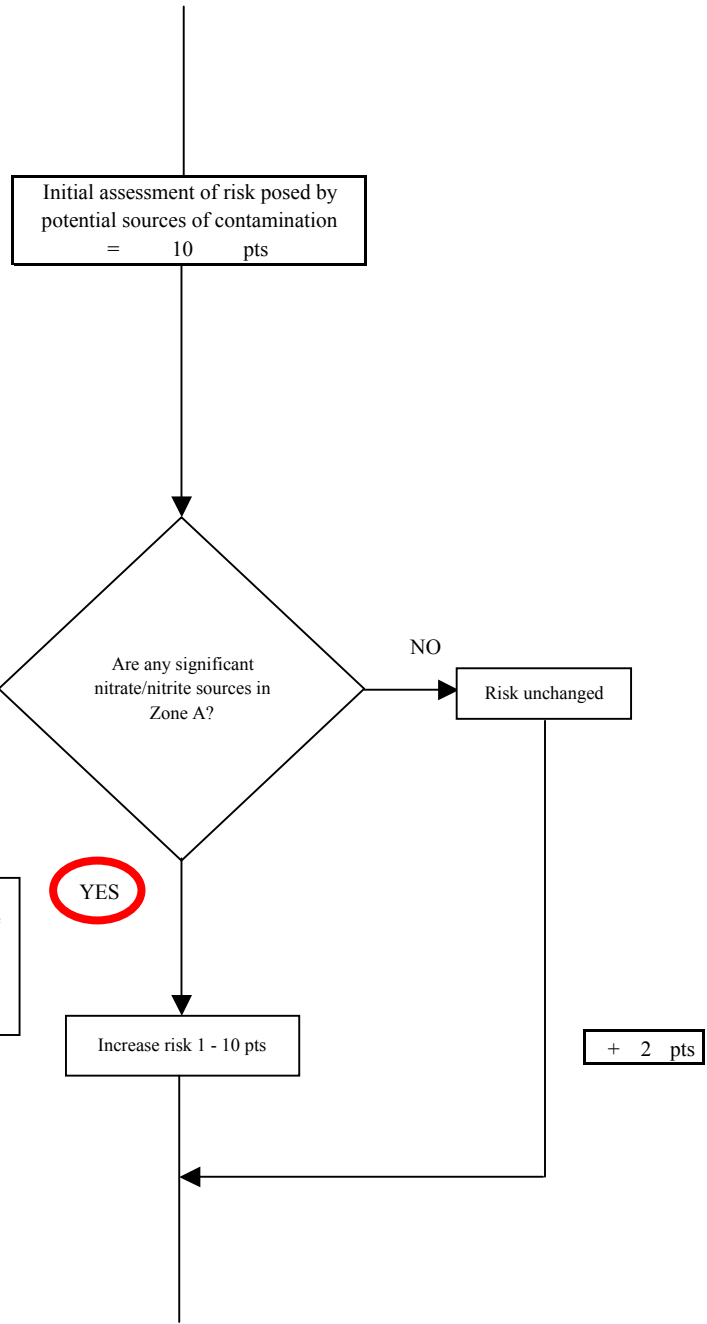 Initial assessment of risk posed by
potential sources of contamination
= 10 pts
Are any significant
nitrate/nitrite sources in
Zone A?
NO
Risk unchanged
YES
Increase risk 1 - 10 pts
+ 2 pts